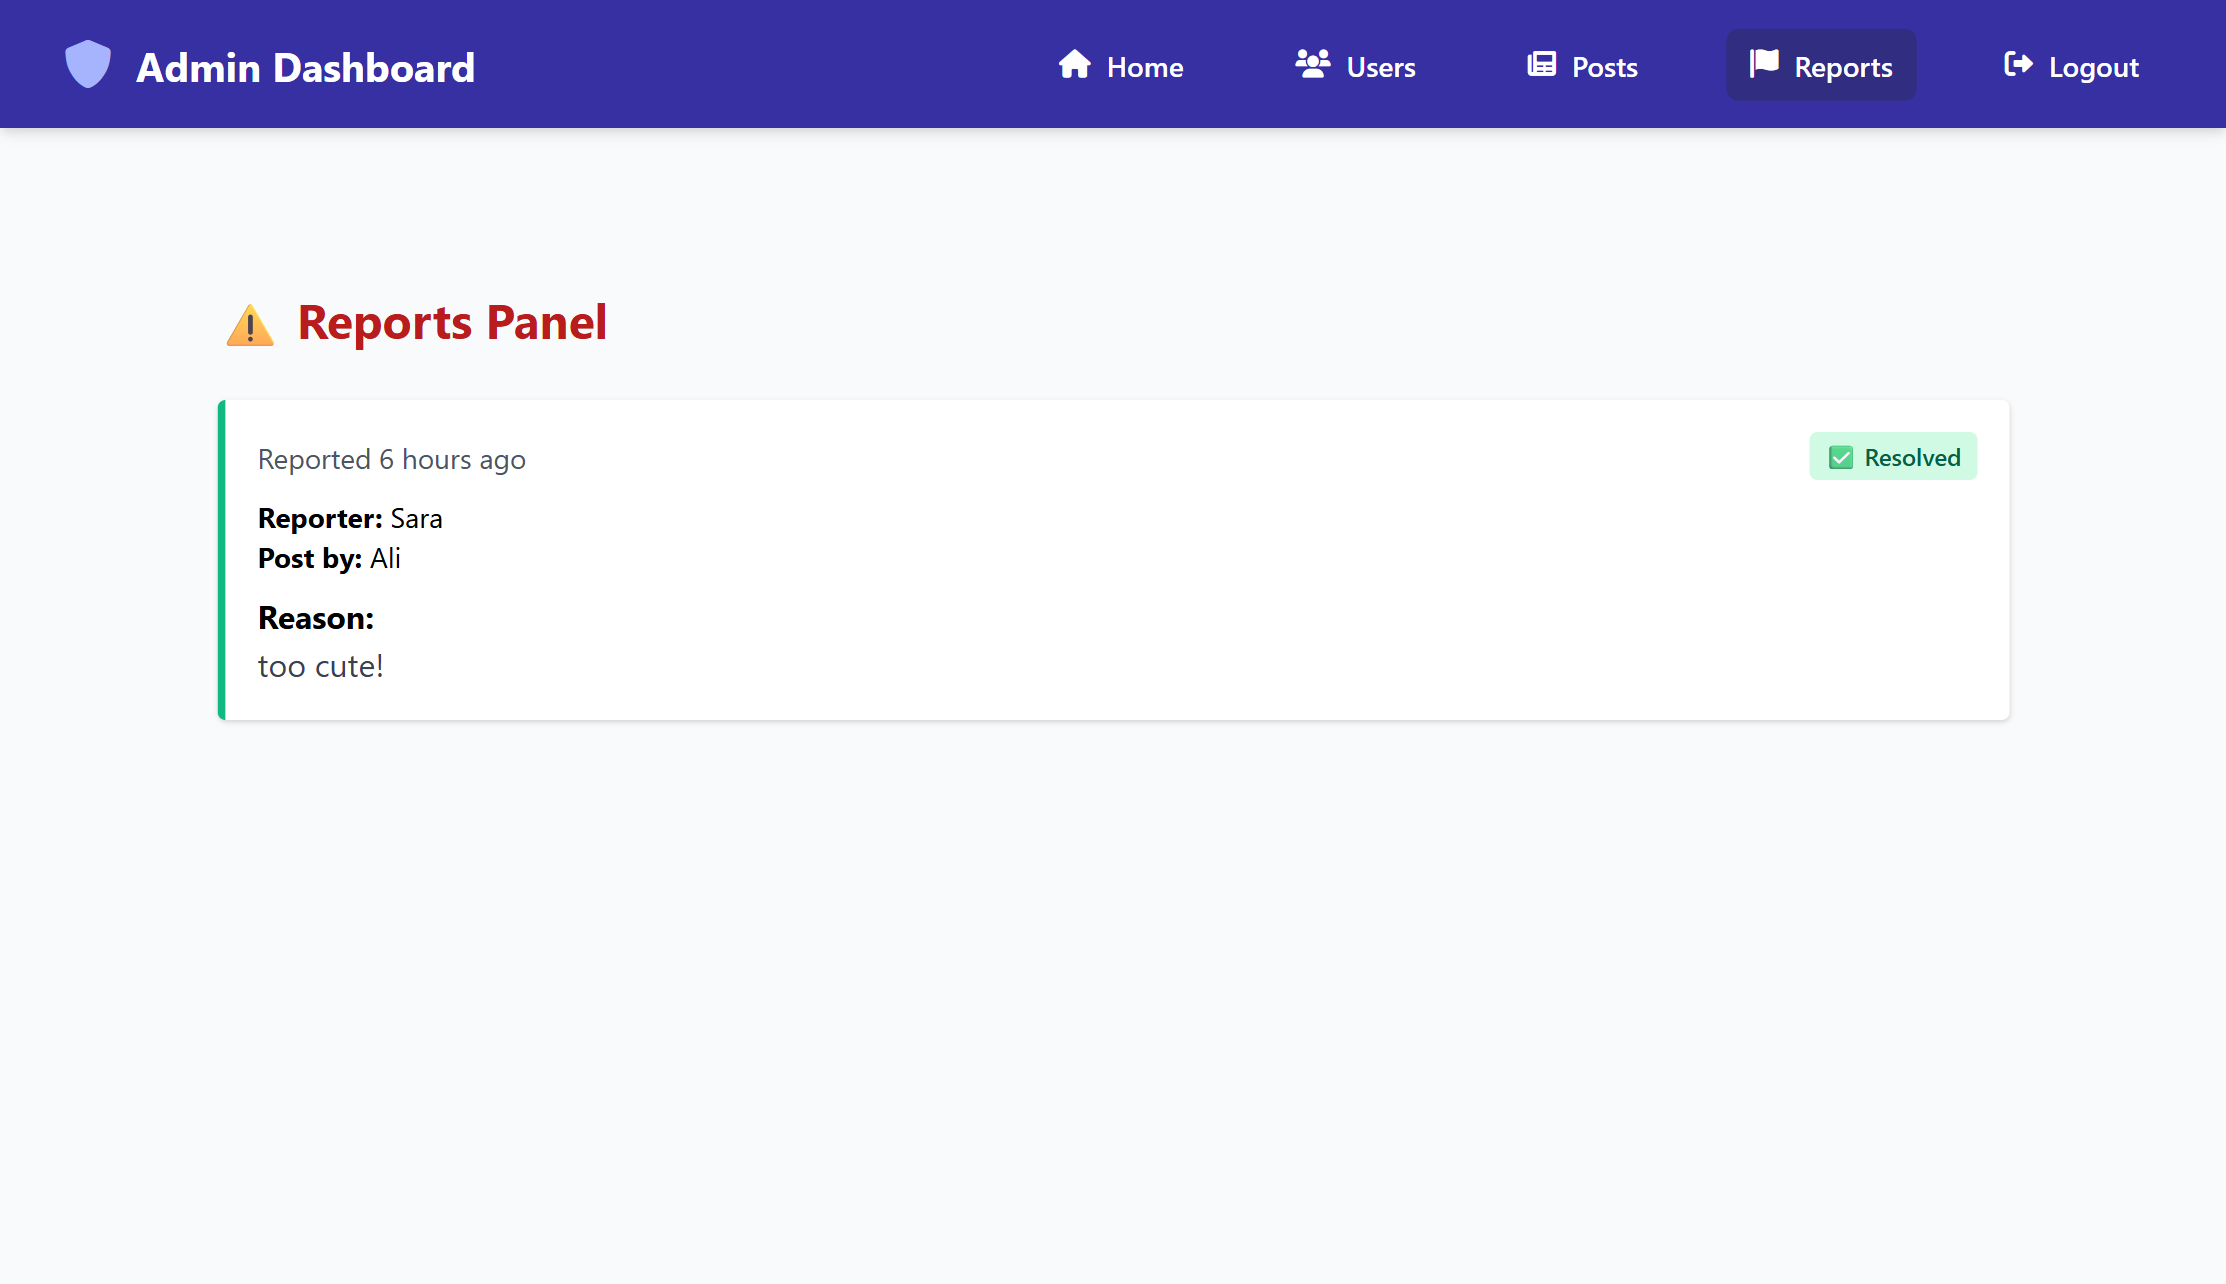 Admin Dashboard
Home
Users
Posts
Reports
Logout
Reports Panel
Reported 6 hours ago
Resolved
Reporter: Sara
Post by: Ali
Reason:
too cute!